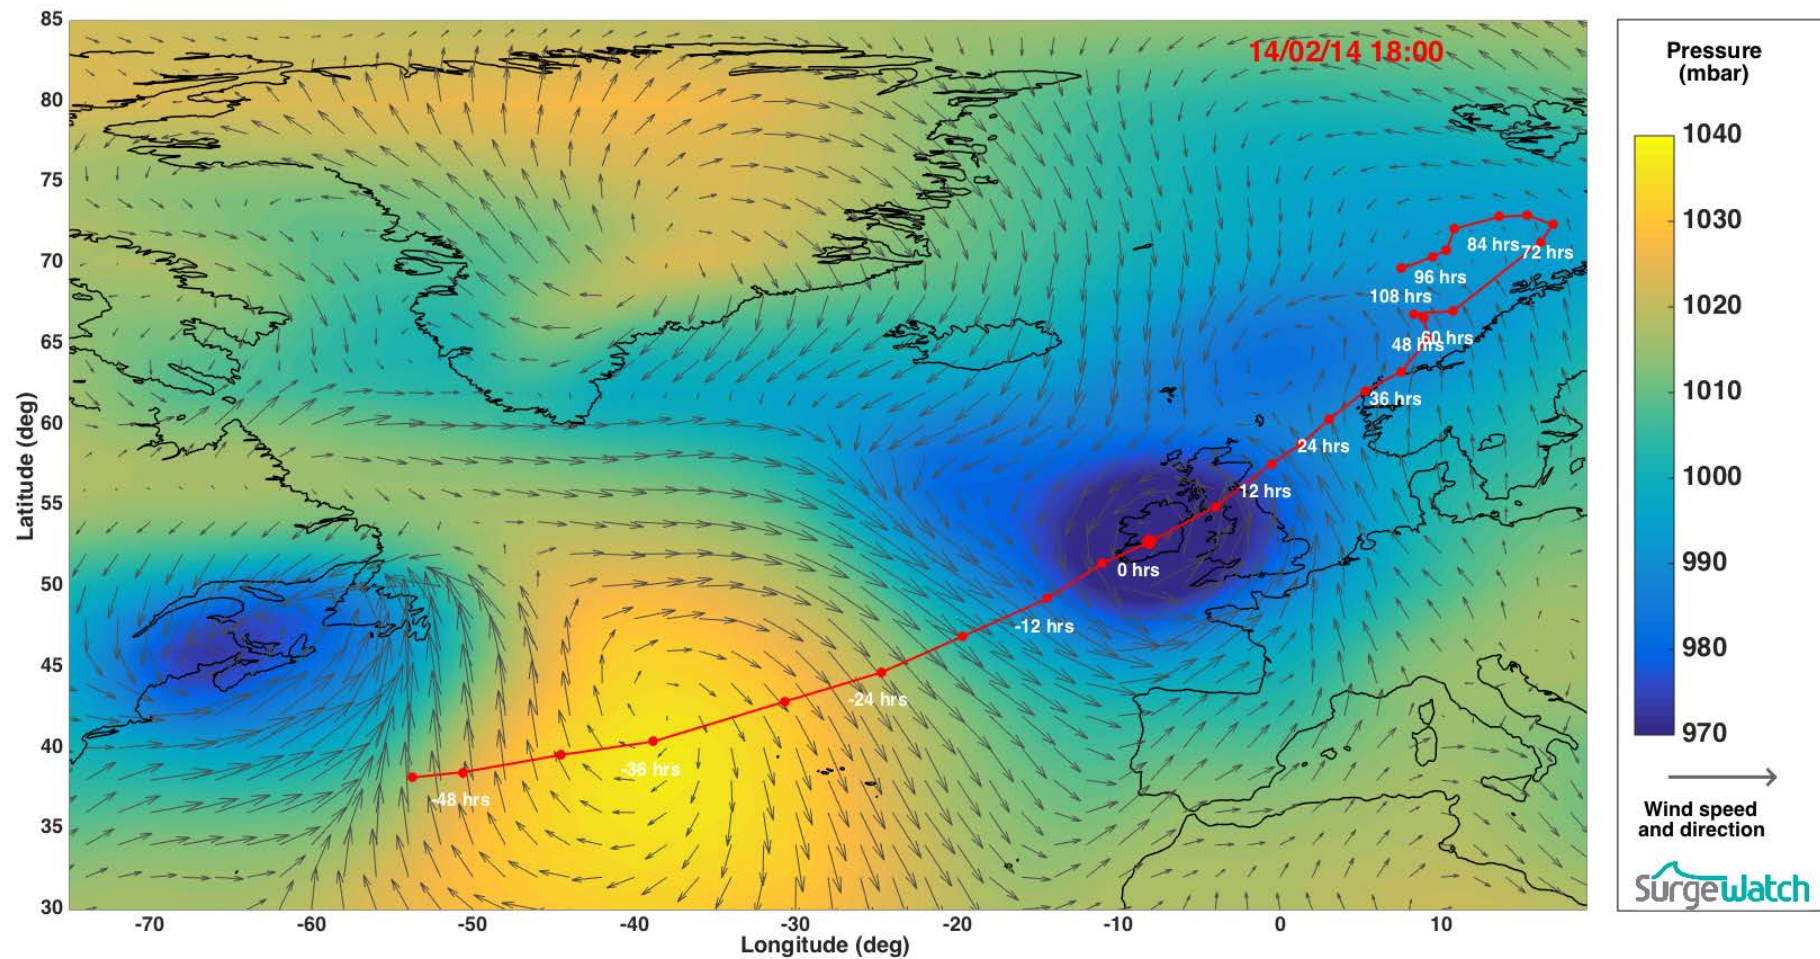 14/02/14 18:00
85
80
75
70
65
60
55
50
45
40
35
30
Latitude (deg)
-70
-60
-50
-40
-30
-20
-10
0
10
Longitude (deg)
-48 hrs
-36 hrs
-24 hrs
-12 hrs
0 hrs
12 hrs
24 hrs
36 hrs
48 hrs
60 hrs
72 hrs
84 hrs
96 hrs
108 hrs
Pressure
(mbar)
1040
1030
1020
1010
1000
990
980
970
Wind speed
and direction
SurgeWatch